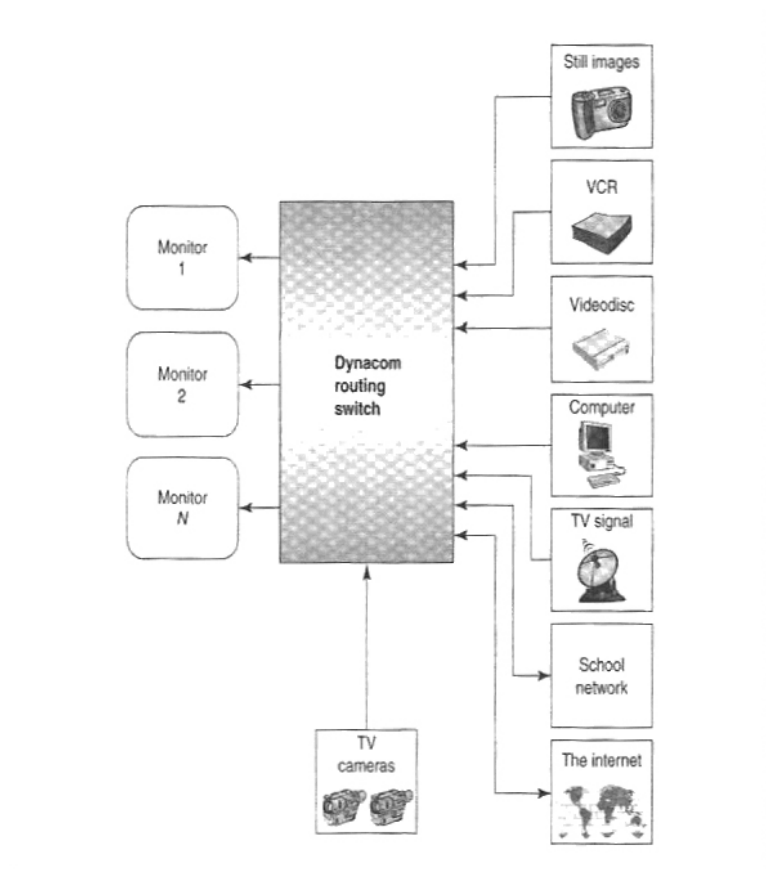 Still images
VCR
Monitor
1
Videodisc
Dynacom
routing
switch
Monitor
2
Computer
Monitor
N
TV signal
School
network
TV
cameras
The internet